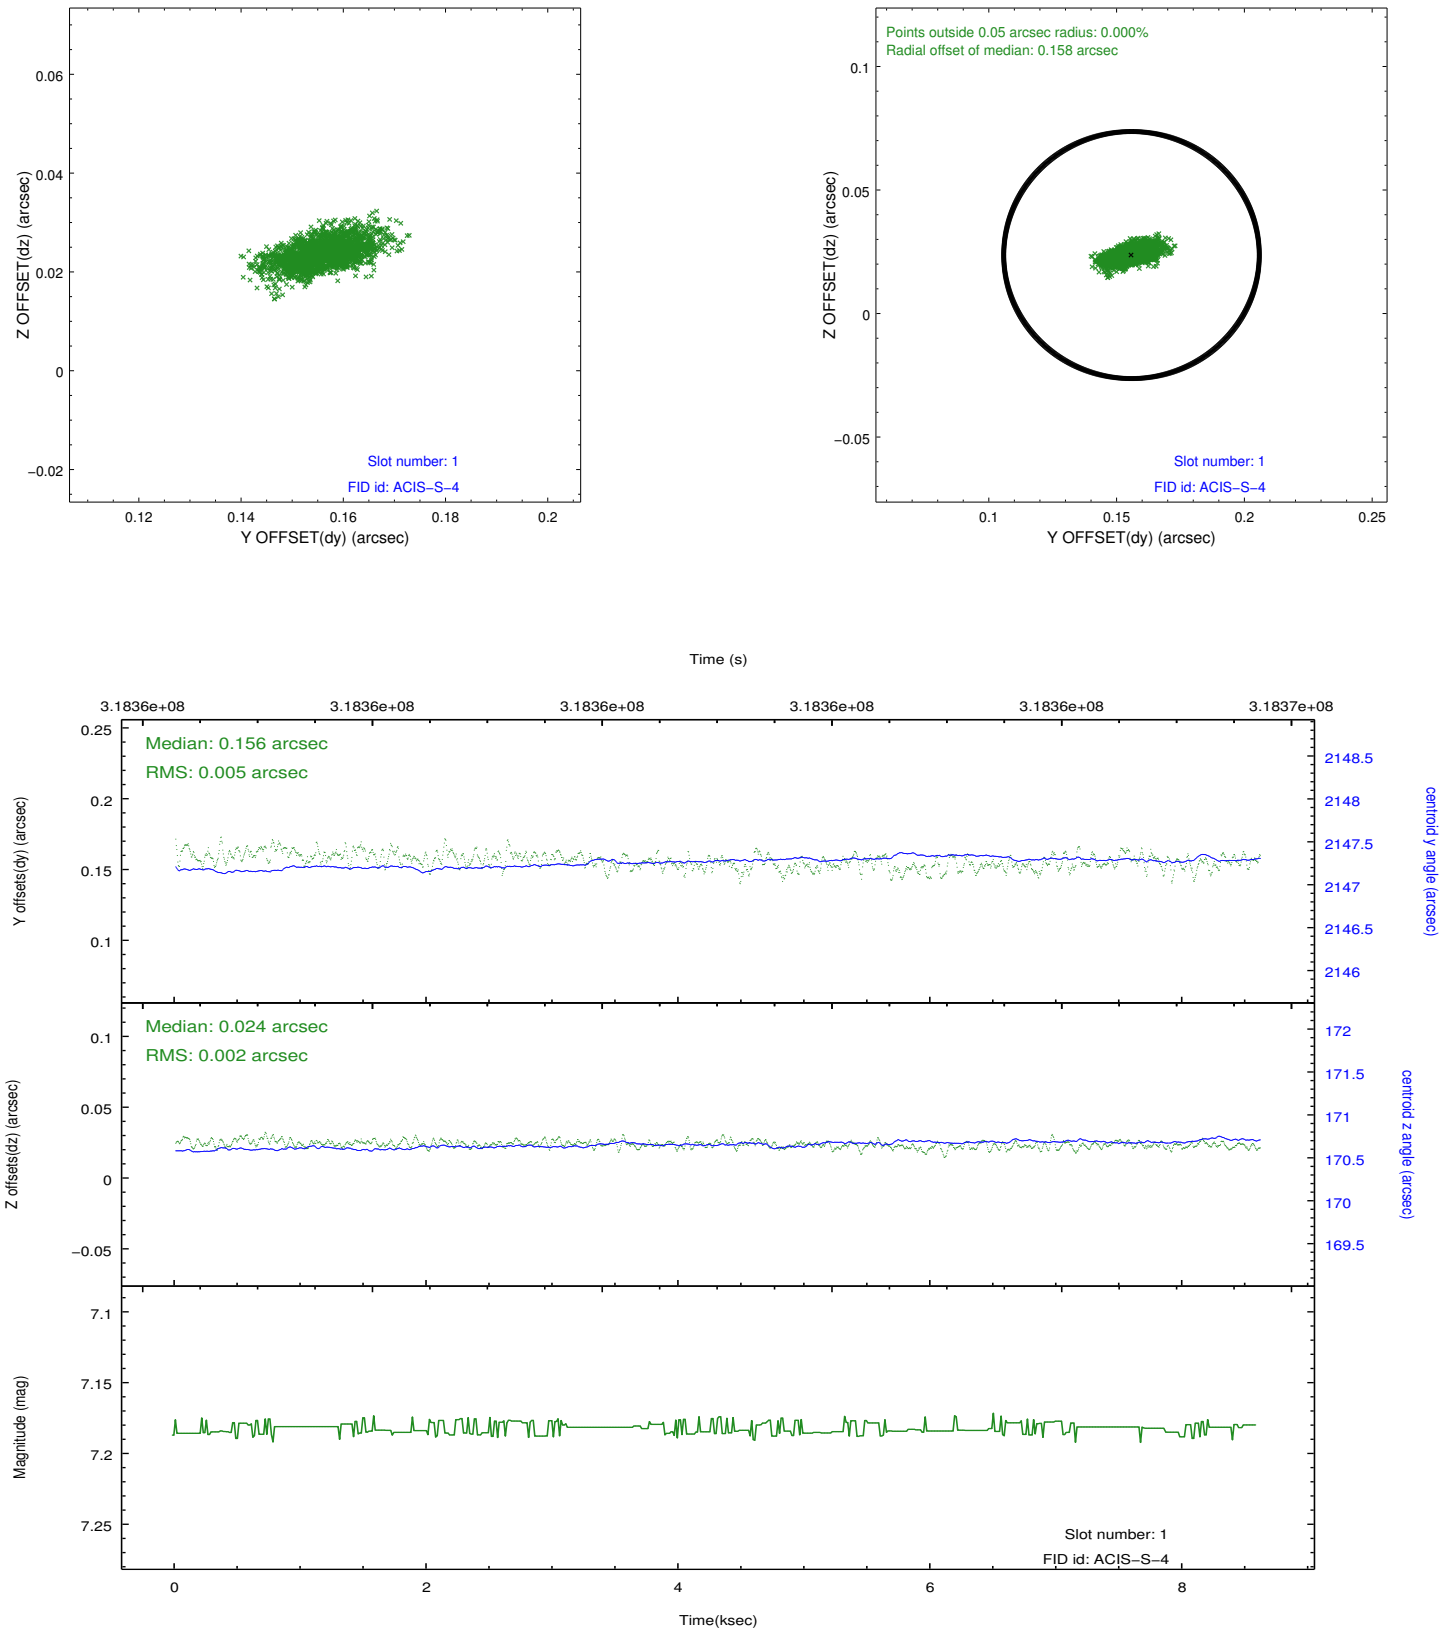 0.06
0.04
0.02
0
−0.02
Z OFFSET(dz) (arcsec)
Slot number: 1
FID id: ACIS−S−4
0.12 0.14 0.16 0.18 0.2
Y OFFSET(dy) (arcsec)
Points outside 0.05 arcsec radius: 0.000%
Radial offset of median: 0.158 arcsec
0.1
0.05
0
−0.05
Z OFFSET(dz) (arcsec)
Slot number: 1
FID id: ACIS−S−4
0.1 0.15 0.2 0.25
Y OFFSET(dy) (arcsec)
Time (s)
3.1836e+08 3.1836e+08 3.1836e+08 3.1836e+08 3.1836e+08 3.1837e+08
Median: 0.156 arcsec
RMS: 0.005 arcsec
0.25
0.2
0.15
0.1
Y offsets(dy) (arcsec)
2148.5
2148
2147.5
2147
2146.5
2146
centroid y angle (arcsec)
Median: 0.024 arcsec
RMS: 0.002 arcsec
0.1
0.05
0
−0.05
Z offsets(dz) (arcsec)
172
171.5
171
170.5
170
169.5
centroid z angle (arcsec)
7.1
7.15
7.2
7.25
Magnitude (mag)
Slot number: 1
FID id: ACIS−S−4
0 2 4 6 8
Time(ksec)